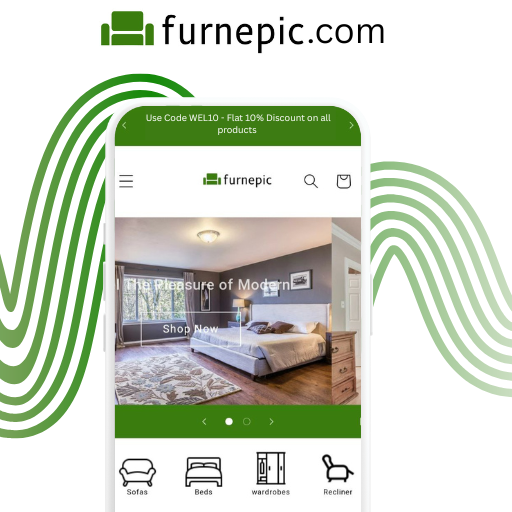 furnepic.com
Use Code WEL10 - Flat 10% Discount on all
products
furnepic
l The Pleasure of Modern
Shop Now
Sofas
Beds
wardrobes
Recliner